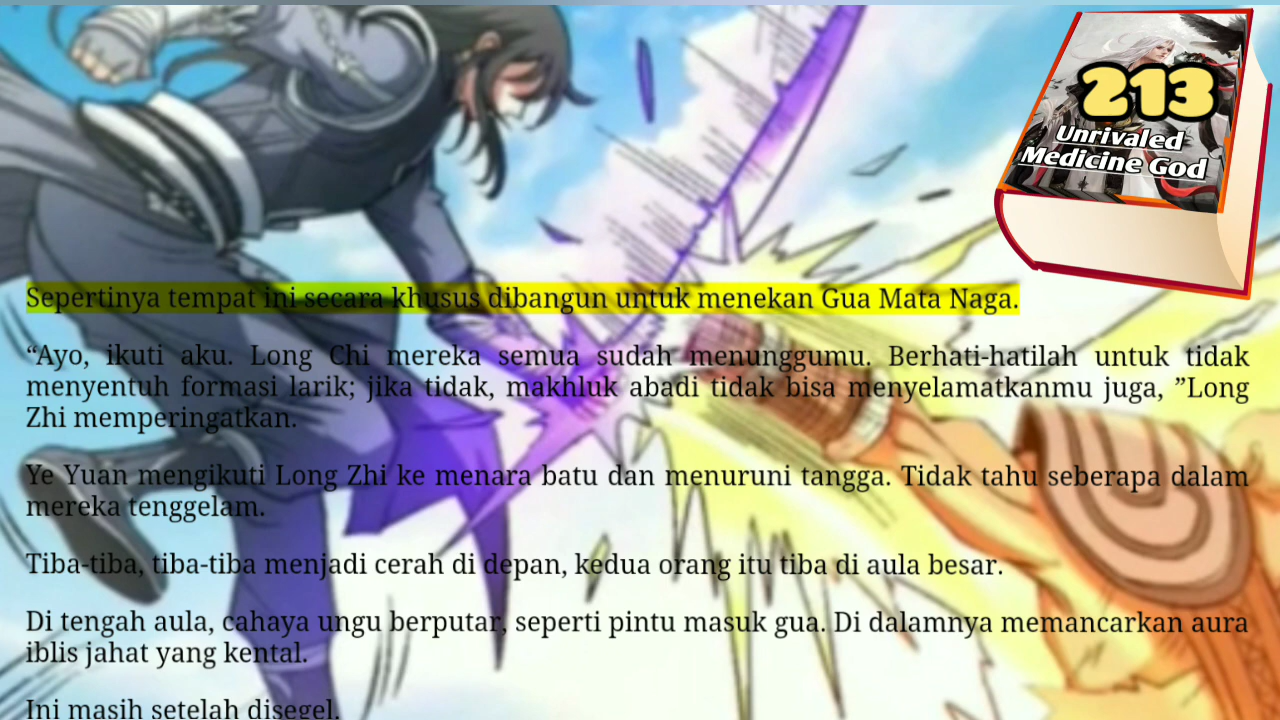 213
Unrivaled
Medicine God
Sepertinya tempat ini secara khusus dibangun untuk menekan Gua Mata Naga.
“Ayo, ikuti aku. Long Chi mereka semua sudah menunggumu. Berhati-hatilah untuk tidak
menyentuh formasi larik; jika tidak, makhluk abadi tidak bisa menyelamatkanmu juga, ”Long
Zhi memperingatkan.
Ye Yuan mengikuti Long Zhi ke menara batu dan menuruni tangga. Tidak tahu seberapa dalam
mereka tenggelam.
Tiba-tiba, tiba-tiba menjadi cerah di depan, kedua orang itu tiba di aula besar.
Di tengah aula, cahaya ungu berputar, seperti pintu masuk gua. Di dalamnya memancarkan aura
iblis jahat yang kental.
Ini masih setelah disegel.